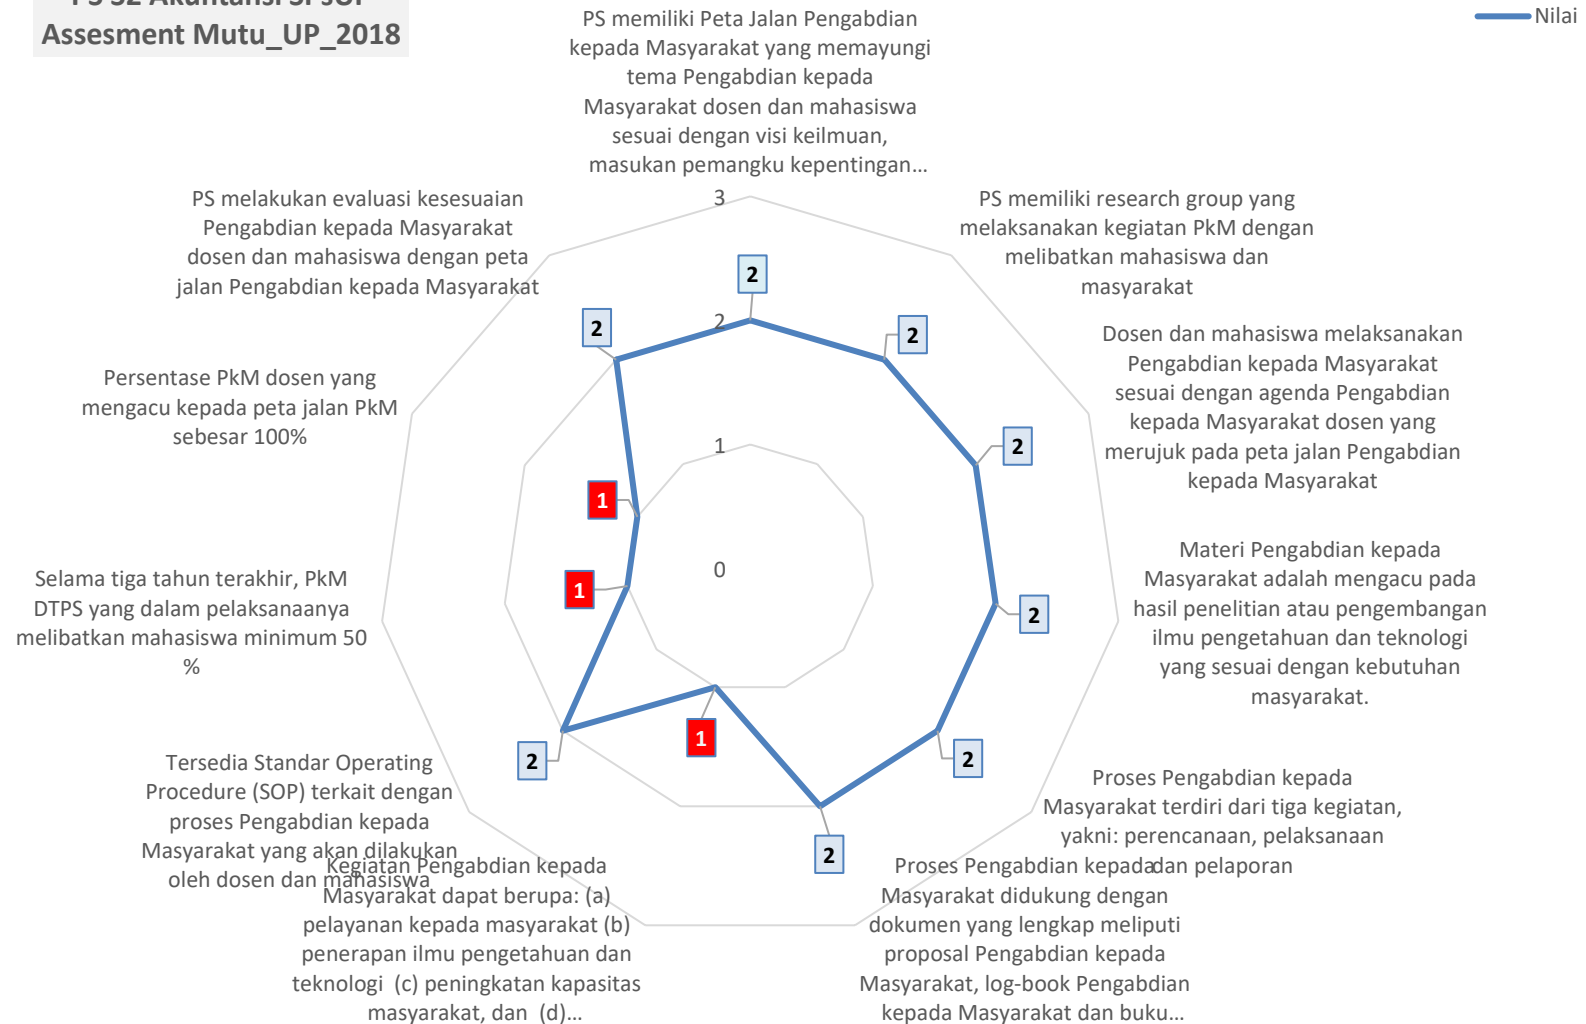 PS S2 Akuntansi SPsUP
Assesment Mutu_UP_2018
Nilai
PS memiliki Peta Jalan Pengabdian
kepada Masyarakat yang memayungi
tema Pengabdian kepada
Masyarakat dosen dan mahasiswa
sesuai dengan visi keilmuan,
masukan pemangku kepentingan…
PS memiliki research group yang
melaksanakan kegiatan PkM dengan
melibatkan mahasiswa dan
masyarakat
Dosen dan mahasiswa melaksanakan
Pengabdian kepada Masyarakat
sesuai dengan agenda Pengabdian
kepada Masyarakat dosen yang
merujuk pada peta jalan Pengabdian
kepada Masyarakat
Materi Pengabdian kepada
Masyarakat adalah mengacu pada
hasil penelitian atau pengembangan
ilmu pengetahuan dan teknologi
yang sesuai dengan kebutuhan
masyarakat.
Proses Pengabdian kepada
Masyarakat terdiri dari tiga kegiatan,
yakni: perencanaan, pelaksanaan
dan pelaporan
Proses Pengabdian kepada
Masyarakat didukung dengan
dokumen yang lengkap meliputi
proposal Pengabdian kepada
Masyarakat, log-book Pengabdian
kepada Masyarakat dan buku…
Kegiatan Pengabdian kepada
Masyarakat dapat berupa: (a)
pelayanan kepada masyarakat (b)
penerapan ilmu pengetahuan dan
teknologi (c) peningkatan kapasitas
masyarakat, dan (d)…
Tersedia Standar Operating
Procedure (SOP) terkait dengan
proses Pengabdian kepada
Masyarakat yang akan dilakukan
oleh dosen dan mahasiswa
Selama tiga tahun terakhir, PkM
DTPS yang dalam pelaksanaanya
melibatkan mahasiswa minimum 50
%
Persentase PkM dosen yang
mengacu kepada peta jalan PkM
sebesar 100%
PS melakukan evaluasi kesesuaian
Pengabdian kepada Masyarakat
dosen dan mahasiswa dengan peta
jalan Pengabdian kepada Masyarakat
3
2
1
0
2
2
2
2
2
2
1
2
1
1
2